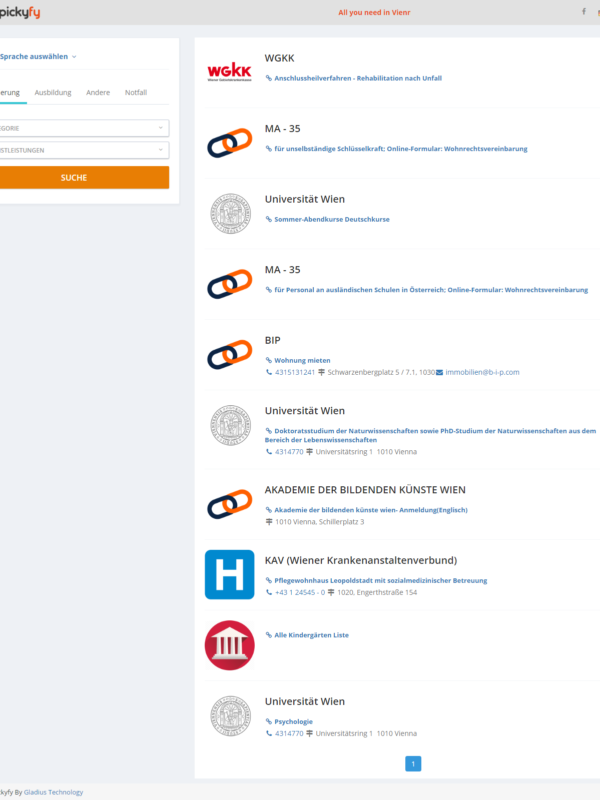 pickyfy
All you need in Vienr
Sprache auswählen
erung Ausbildung Andere Notfall
EGORIE
STLEISTUNGEN
SUCHE
WGKK
WGKK
Anschlussheilverfahren - Rehabilitation nach Unfall
MA - 35
für unselbständige Schlüsselkraft; Online-Formular: Wohnrechtsvereinbarung
Universität Wien
Sommer-Abendkurse Deutschkurse
MA - 35
für Personal an ausländischen Schulen in Österreich; Online-Formular: Wohnrechtsvereinbarung
BIP
Wohnung mieten
4315131241 Schwarzenbergplatz 5 / 7.1, 1030 immobilien@b-i-p.com
Universität Wien
Doktoratsstudium der Naturwissenschaften sowie PhD-Studium der Naturwissenschaften aus dem
Bereich der Lebenswissenschaften
4314770 Universitätsring 1 1010 Vienna
AKADEMIE DER BILDENDEN KÜNSTE WIEN
Akademie der bildenden künste wien- Anmeldung(Englisch)
1010 Vienna, Schillerplatz 3
H
KAV (Wiener Krankenanstaltenverbund)
Pflegewohnhaus Leopoldstadt mit sozialmedizinischer Betreuung
+43 1 24545 - 0 1020, Engerthstraße 154
Alle Kindergärten Liste
Universität Wien
Psychologie
4314770 Universitätsring 1 1010 Vienna
1
kyfy By Gladius Technology